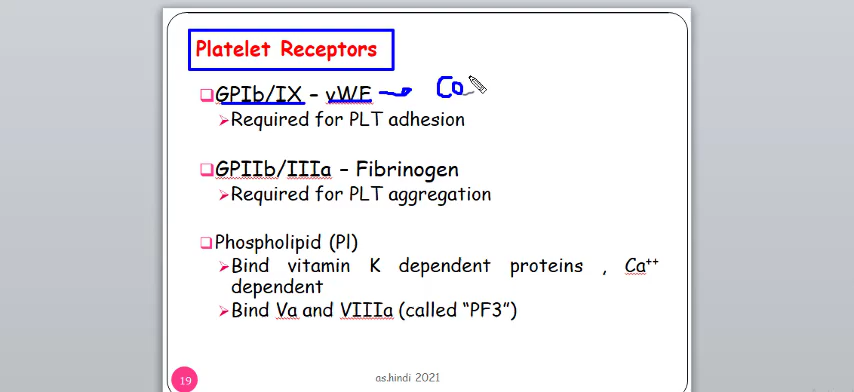 Platelet Receptors
GPIb/IX – vWF Co
Required for PLT adhesion
GPIIb/IIIa – Fibrinogen
Required for PLT aggregation
Phospholipid (Pl)
Bind vitamin K dependent proteins , Ca++
dependent
Bind Va and VIIIa (called “PF3”)
19
as.hindi 2021